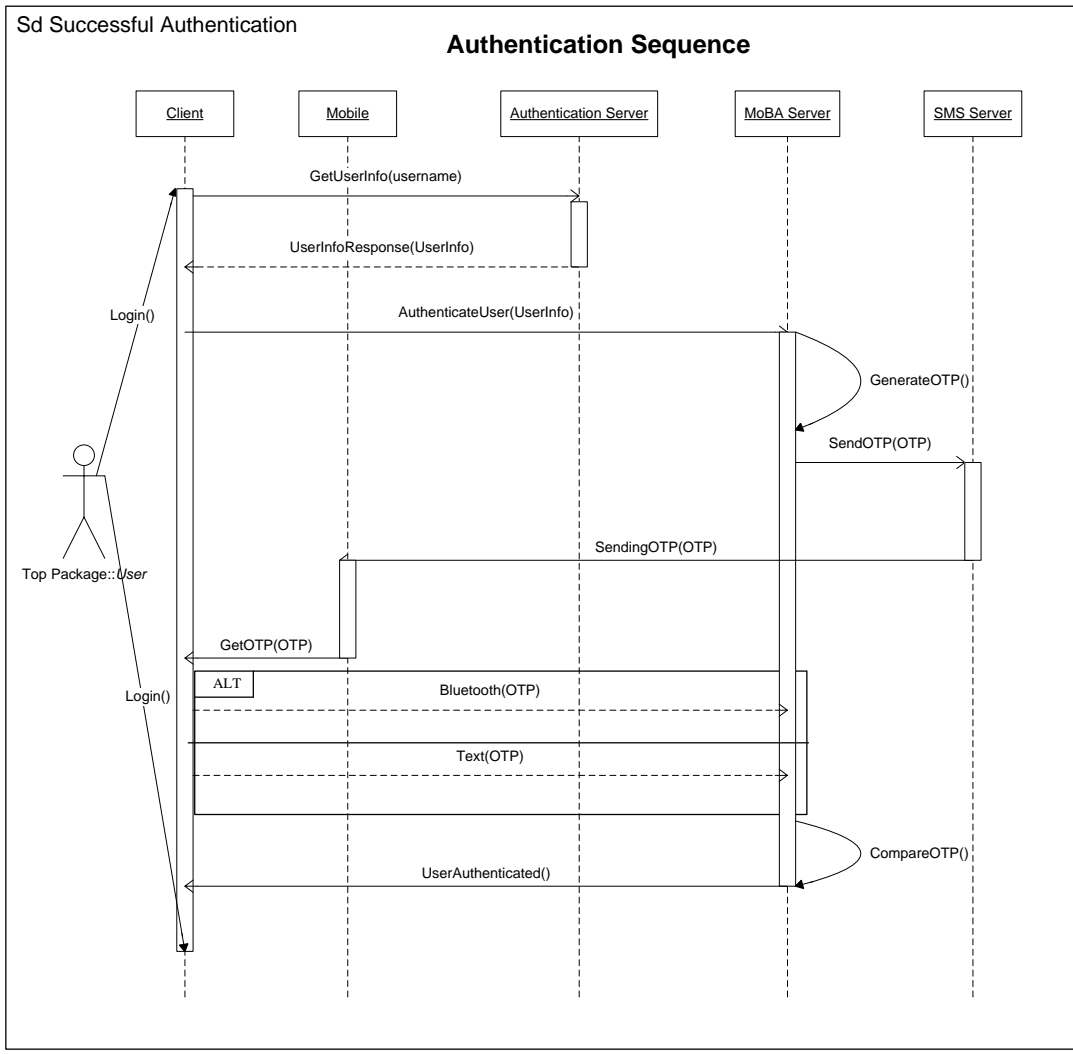 Sd Successful Authentication
Authentication Sequence
Client
Mobile
Authentication Server
MoBA Server
SMS Server
GetUserInfo(username)
UserInfoResponse(UserInfo)
Login()
AuthenticateUser(UserInfo)
GenerateOTP()
SendOTP(OTP)
SendingOTP(OTP)
Top Package::User
GetOTP(OTP)
ALT
Bluetooth(OTP)
Login()
Text(OTP)
CompareOTP()
UserAuthenticated()